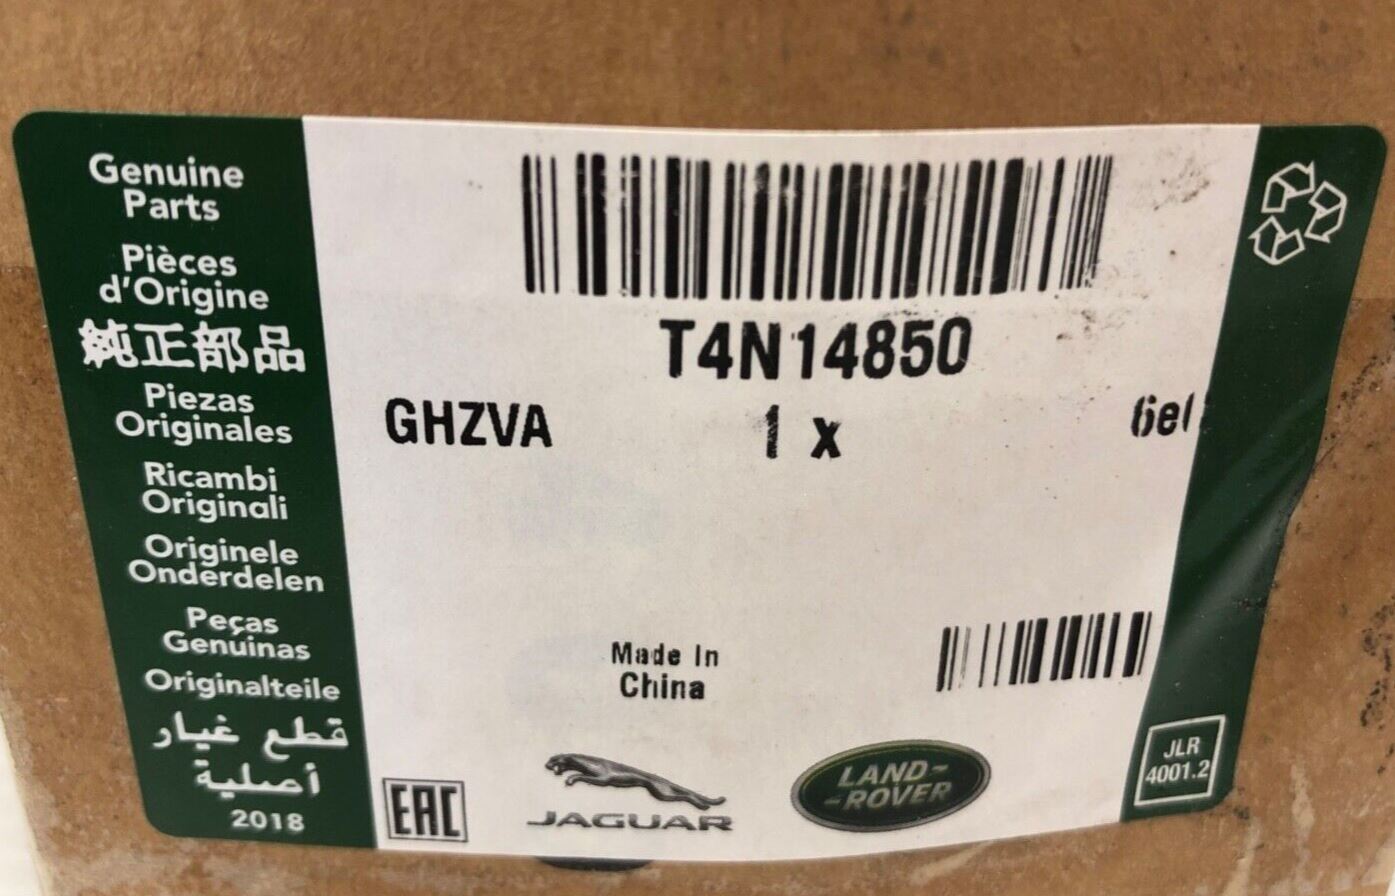 Genuine
Parts
Pièces
d'Origine
純正部品
Piezas
Originales
Ricambi
Originali
Originele
Onderdelen
Peças
Genuinas
Originalteile
قطع غيار
أصلية
2018
T4N14850
GHZVA
1 x
Made In
China
EAC
JAGUAR
LAND-
-ROVER
JLR
4001.2